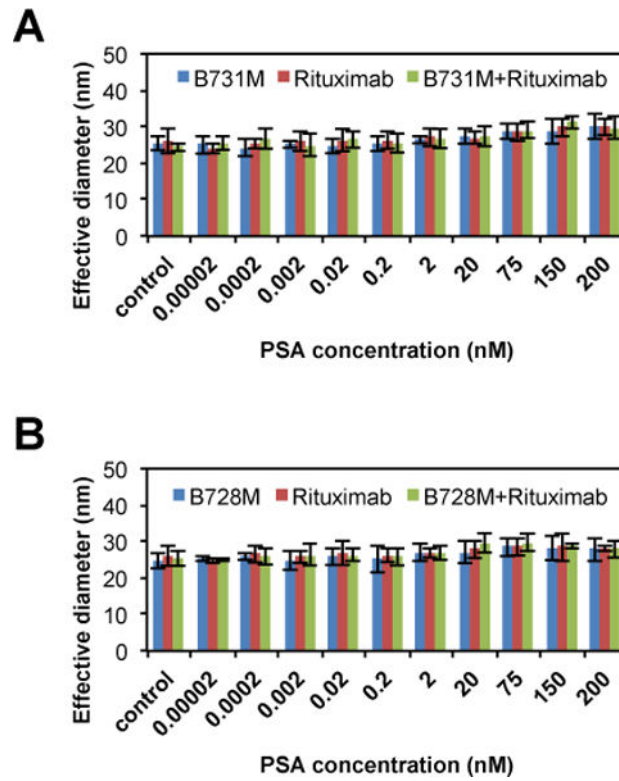 A
Effective diameter (nm)
50
40
30
20
10
0
B731M Rituximab B731M+Rituximab
control 0.00002 0.0002 0.002 0.02 0.2 2 20 75 150 200
PSA concentration (nM)
B
Effective diameter (nm)
50
40
30
20
10
0
B728M Rituximab B728M+Rituximab
control 0.00002 0.0002 0.002 0.02 0.2 2 20 75 150 200
PSA concentration (nM)